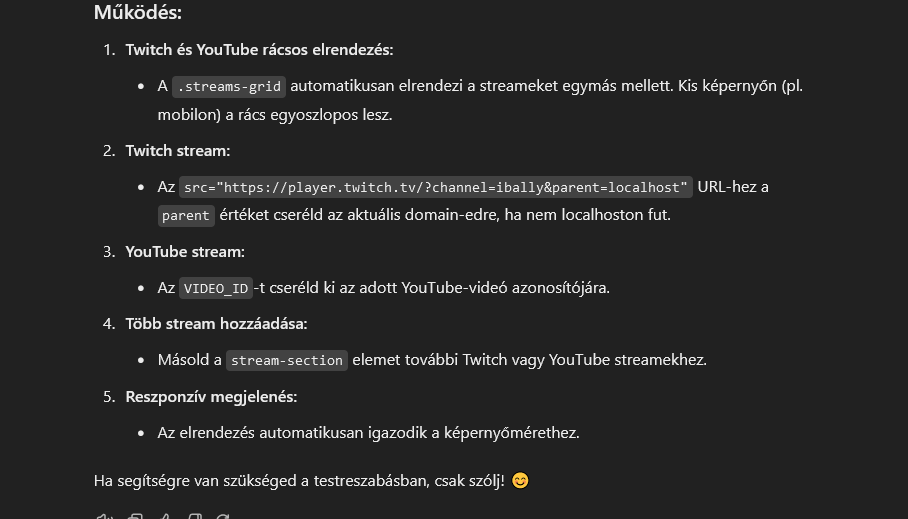 Működés:
1. Twitch és YouTube rácsos elrendezés:
• A .streams-grid automatikusan elrendezi a streameket egymás mellett. Kis képernyőn (pl.
mobilon) a rács egyoszlopos lesz.
2. Twitch stream:
• Az src="https://player.twitch.tv/?channel=ibally&parent=localhost" URL-hez a
parent értéket cseréld az aktuális domain-edre, ha nem localhoston fut.
3. YouTube stream:
• Az VIDEO_ID-t cseréld ki az adott YouTube-videó azonosítójára.
4. Több stream hozzáadása:
• Másold a stream-section elemet további Twitch vagy YouTube streamekhez.
5. Reszponzív megjelenés:
• Az elrendezés automatikusan igazodik a képernyőmérethez.
Ha segítségre van szükséged a testreszabásban, csak szólj! 😊